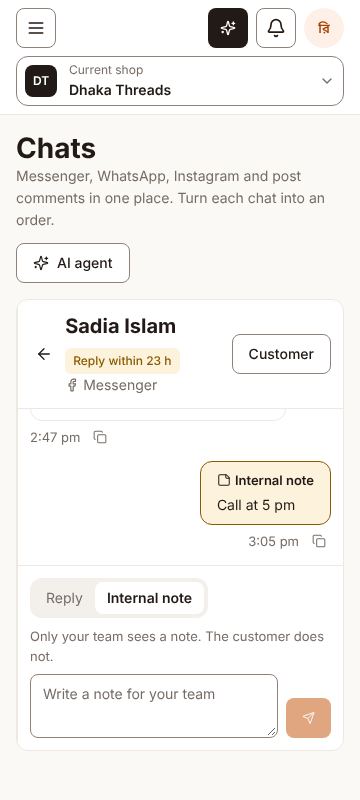 রি
DT
Current shop
Dhaka Threads
Chats
Messenger, WhatsApp, Instagram and post
comments in one place. Turn each chat into an
order.
AI agent
Sadia Islam
Reply within 23 h
Messenger
Customer
2:47 pm
Internal note
Call at 5 pm
3:05 pm
Reply
Internal note
Only your team sees a note. The customer does
not.
Write a note for your team